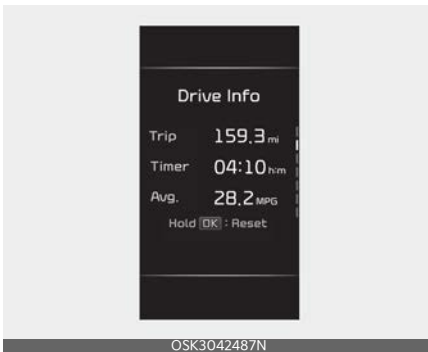 Drive Info
Trip 159.3 mi
Timer 04:10 h:m
Avg. 28.2 MPG
Hold OK : Reset
OSK3042487N